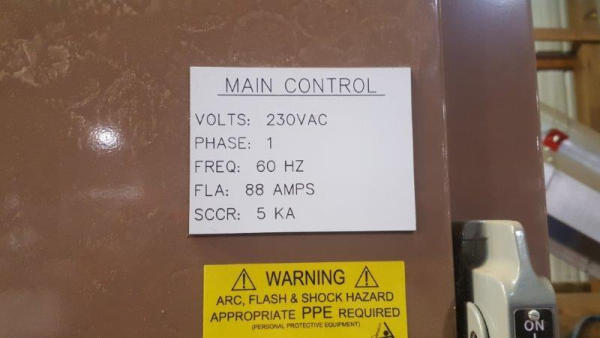 MAIN CONTROL
VOLTS: 230VAC
PHASE: 1
FREQ: 60 HZ
FLA: 88 AMPS
SCCR: 5 KA
WARNING
ARC, FLASH & SHOCK HAZARD
APPROPRIATE PPE REQUIRED
(PERSONAL PROTECTIVE EQUIPMENT)
ON
I